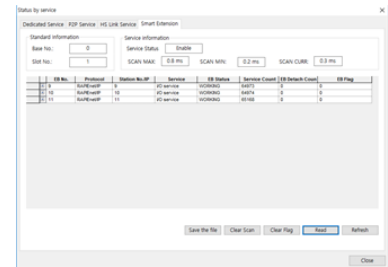 Status by service
Dedicated Service P2P Service HS Link Service Smart Extension
Standard Information
Base No.: 0
Slot No.: 1
Service Information
Service Status Enable
SCAN MAX: 0.6 ms SCAN MIN: 0.2 ms SCAN CURR: 0.3 ms
EB No. Protocol Station No./IP Service EB Status Service Count EB Detach Coun EB Flag
9 RAPIEnet/IP 9 I/O service WORKING 64973 0 0
10 RAPIEnet/IP 10 I/O service WORKING 64974 0 0
11 RAPIEnet/IP 11 I/O service WORKING 65160 0 0
Save the file Clear Scan Clear Flag Read Refresh
Close